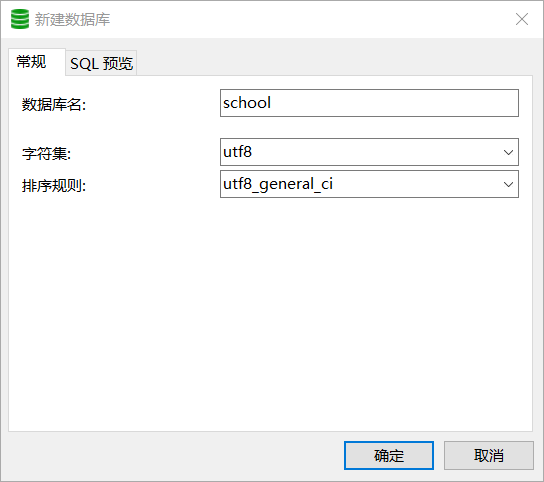 新建数据库
常规 SQL 预览
数据库名: school
字符集: utf8
排序规则: utf8_general_ci
确定 取消